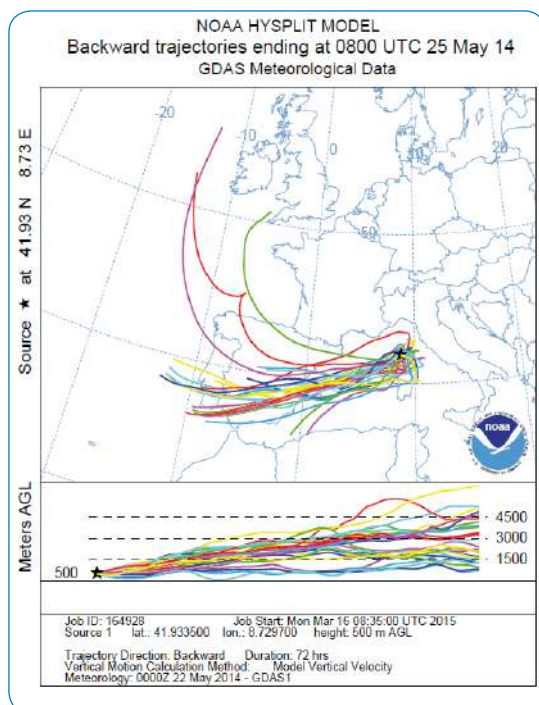 NOAA HYSPLIT MODEL
Backward trajectories ending at 0800 UTC 25 May 14
GDAS Meteorological Data
Source ★ at 41.93 N 8.73 E
-20
-10
0
10
20
50
40
noaa
Meters AGL
500
4500
3000
1500
Job ID: 164928 Job Start: Mon Mar 16 08:35:00 UTC 2015
Source 1 lat.: 41.933500 lon.: 8.729700 height: 500 m AGL
Trajectory Direction: Backward Duration: 72 hrs
Vertical Motion Calculation Method: Model Vertical Velocity
Meteorology: 0000Z 22 May 2014 - GDAS1